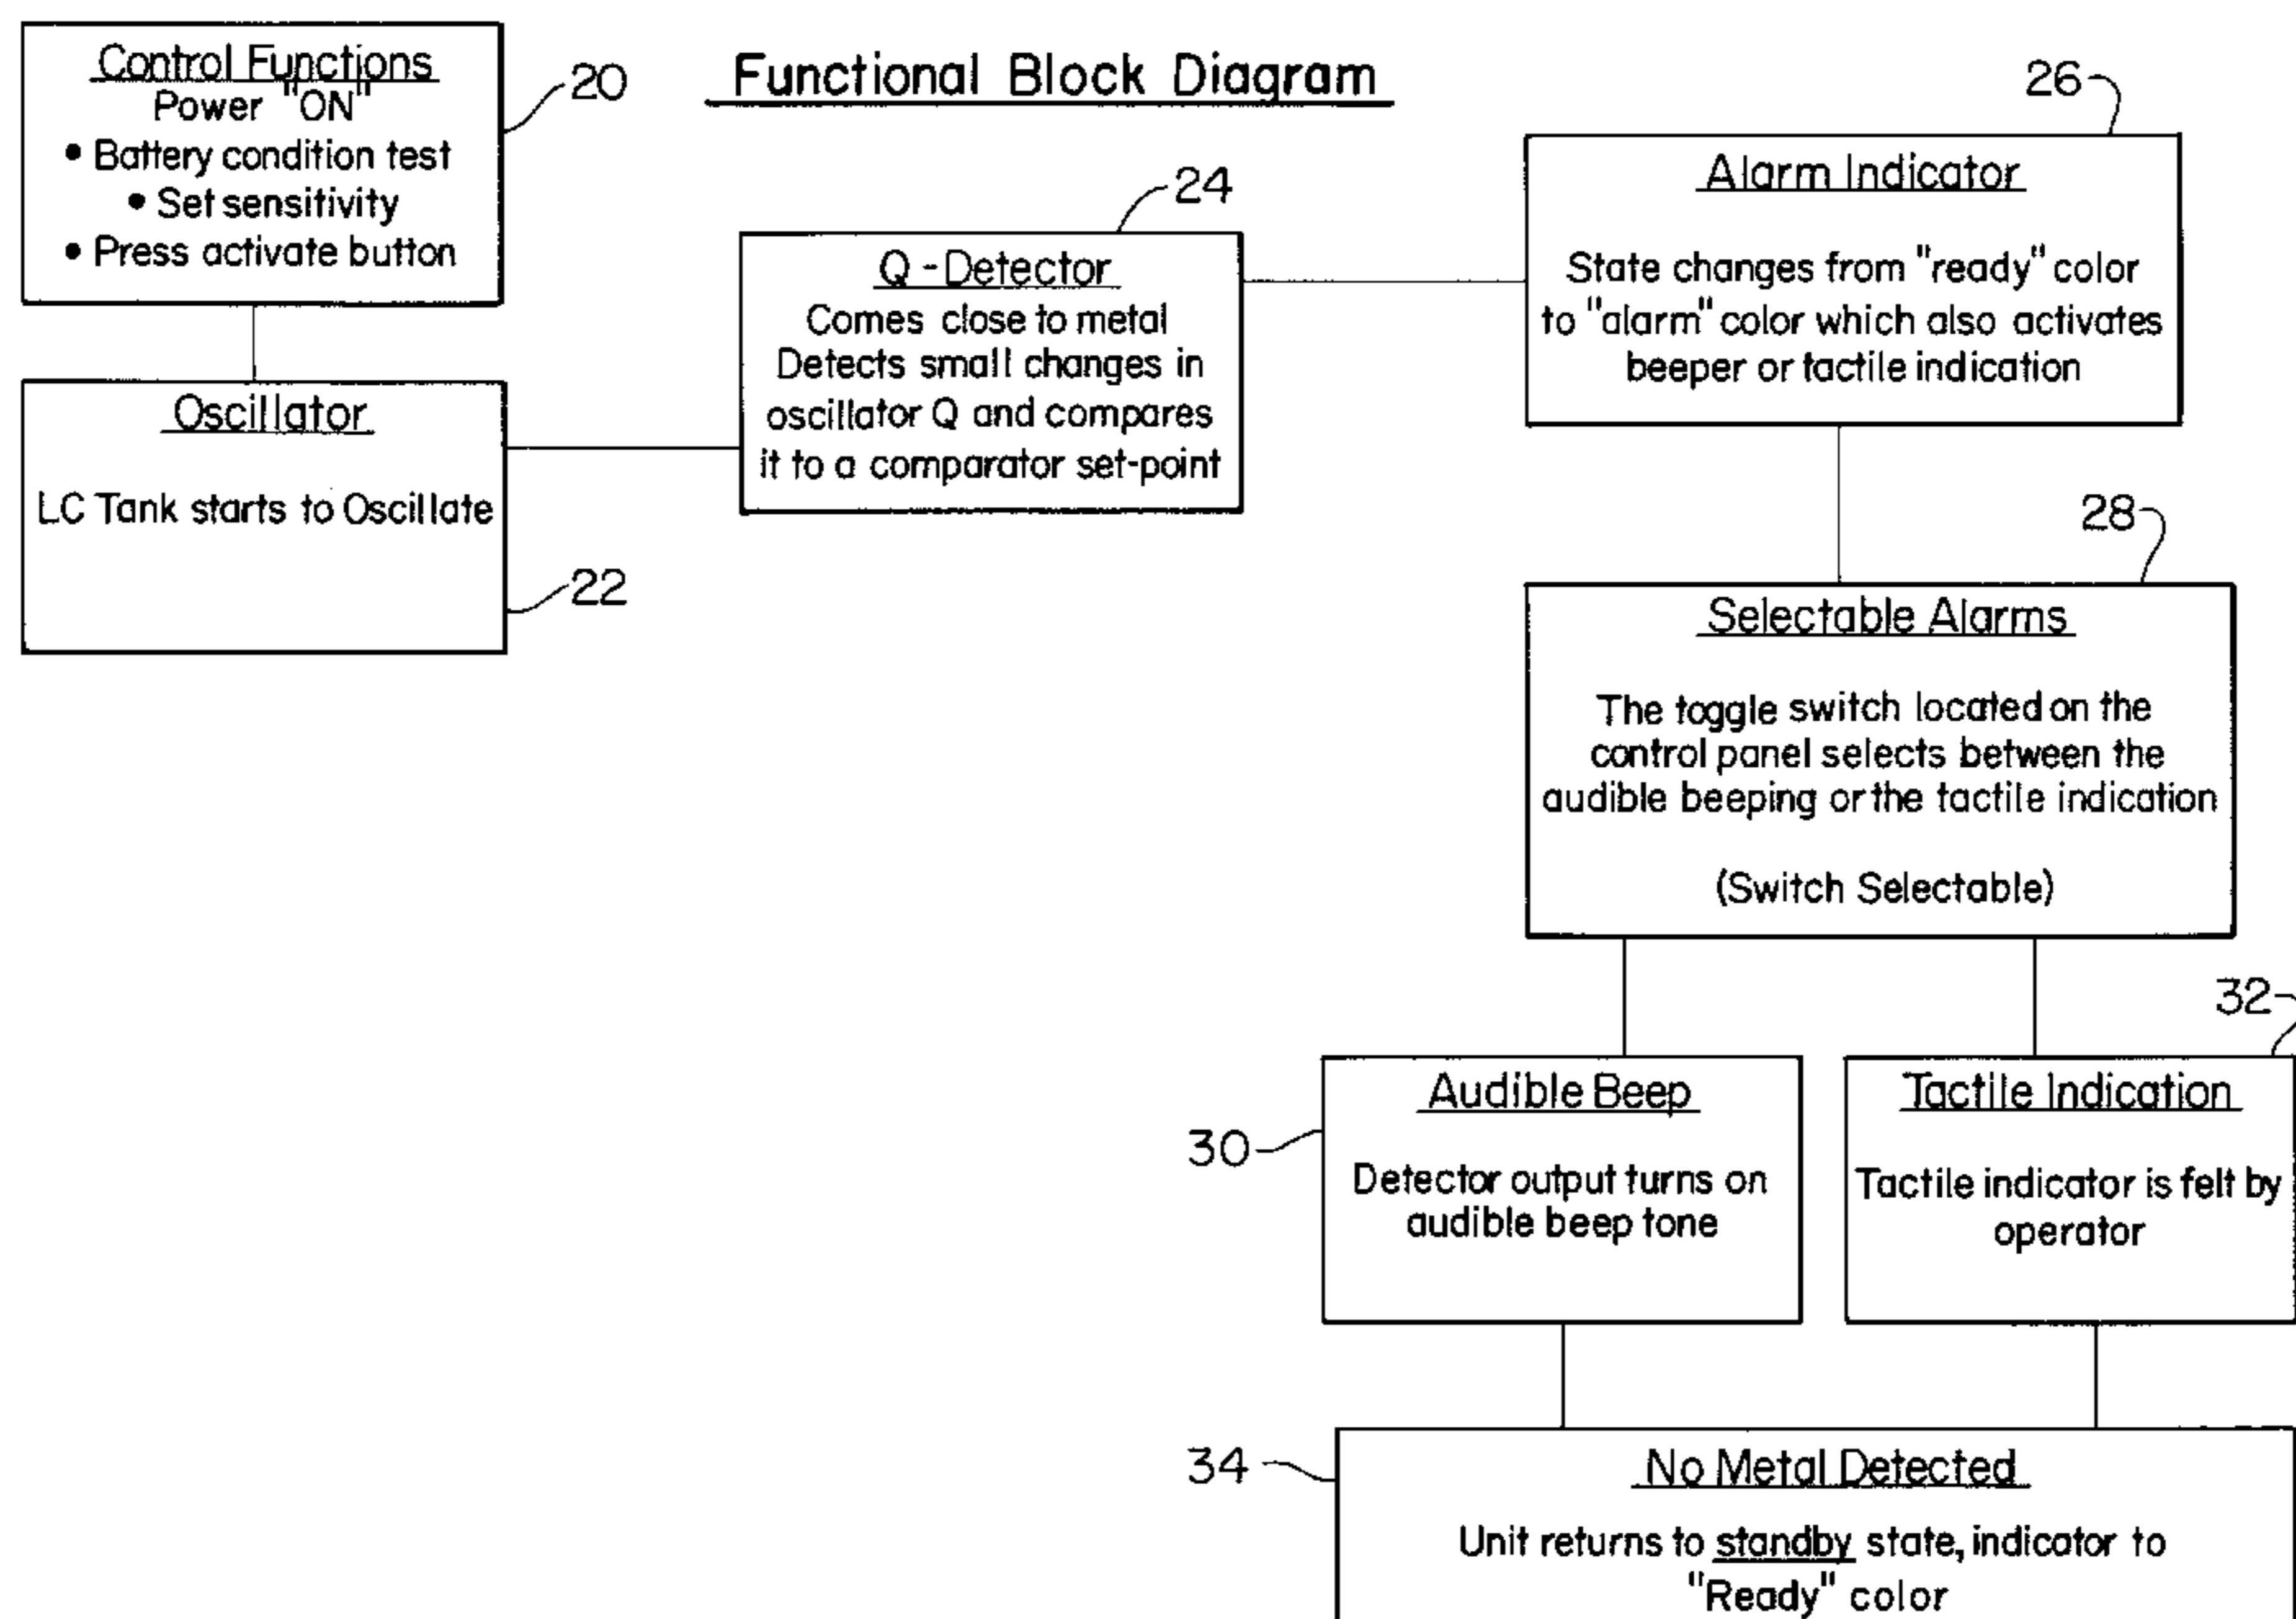 Control Functions
Power "ON"
• Battery condition test
• Set sensitivity
• Press activate button
20
Functional Block Diagram
Oscillator
LC Tank starts to Oscillate
22
24
Q-Detector
Comes close to metal
Detects small changes in
oscillator Q and compares
it to a comparator set-point
26
Alarm Indicator
State changes from "ready" color
to "alarm" color which also activates
beeper or tactile indication
28
Selectable Alarms
The toggle switch located on the
control panel selects between the
audible beeping or the tactile indication
(Switch Selectable)
30
Audible Beep
Detector output turns on
audible beep tone
32
Tactile Indication
Tactile indicator is felt by
operator
34
No Metal Detected
Unit returns to standby state, indicator to
"Ready" color